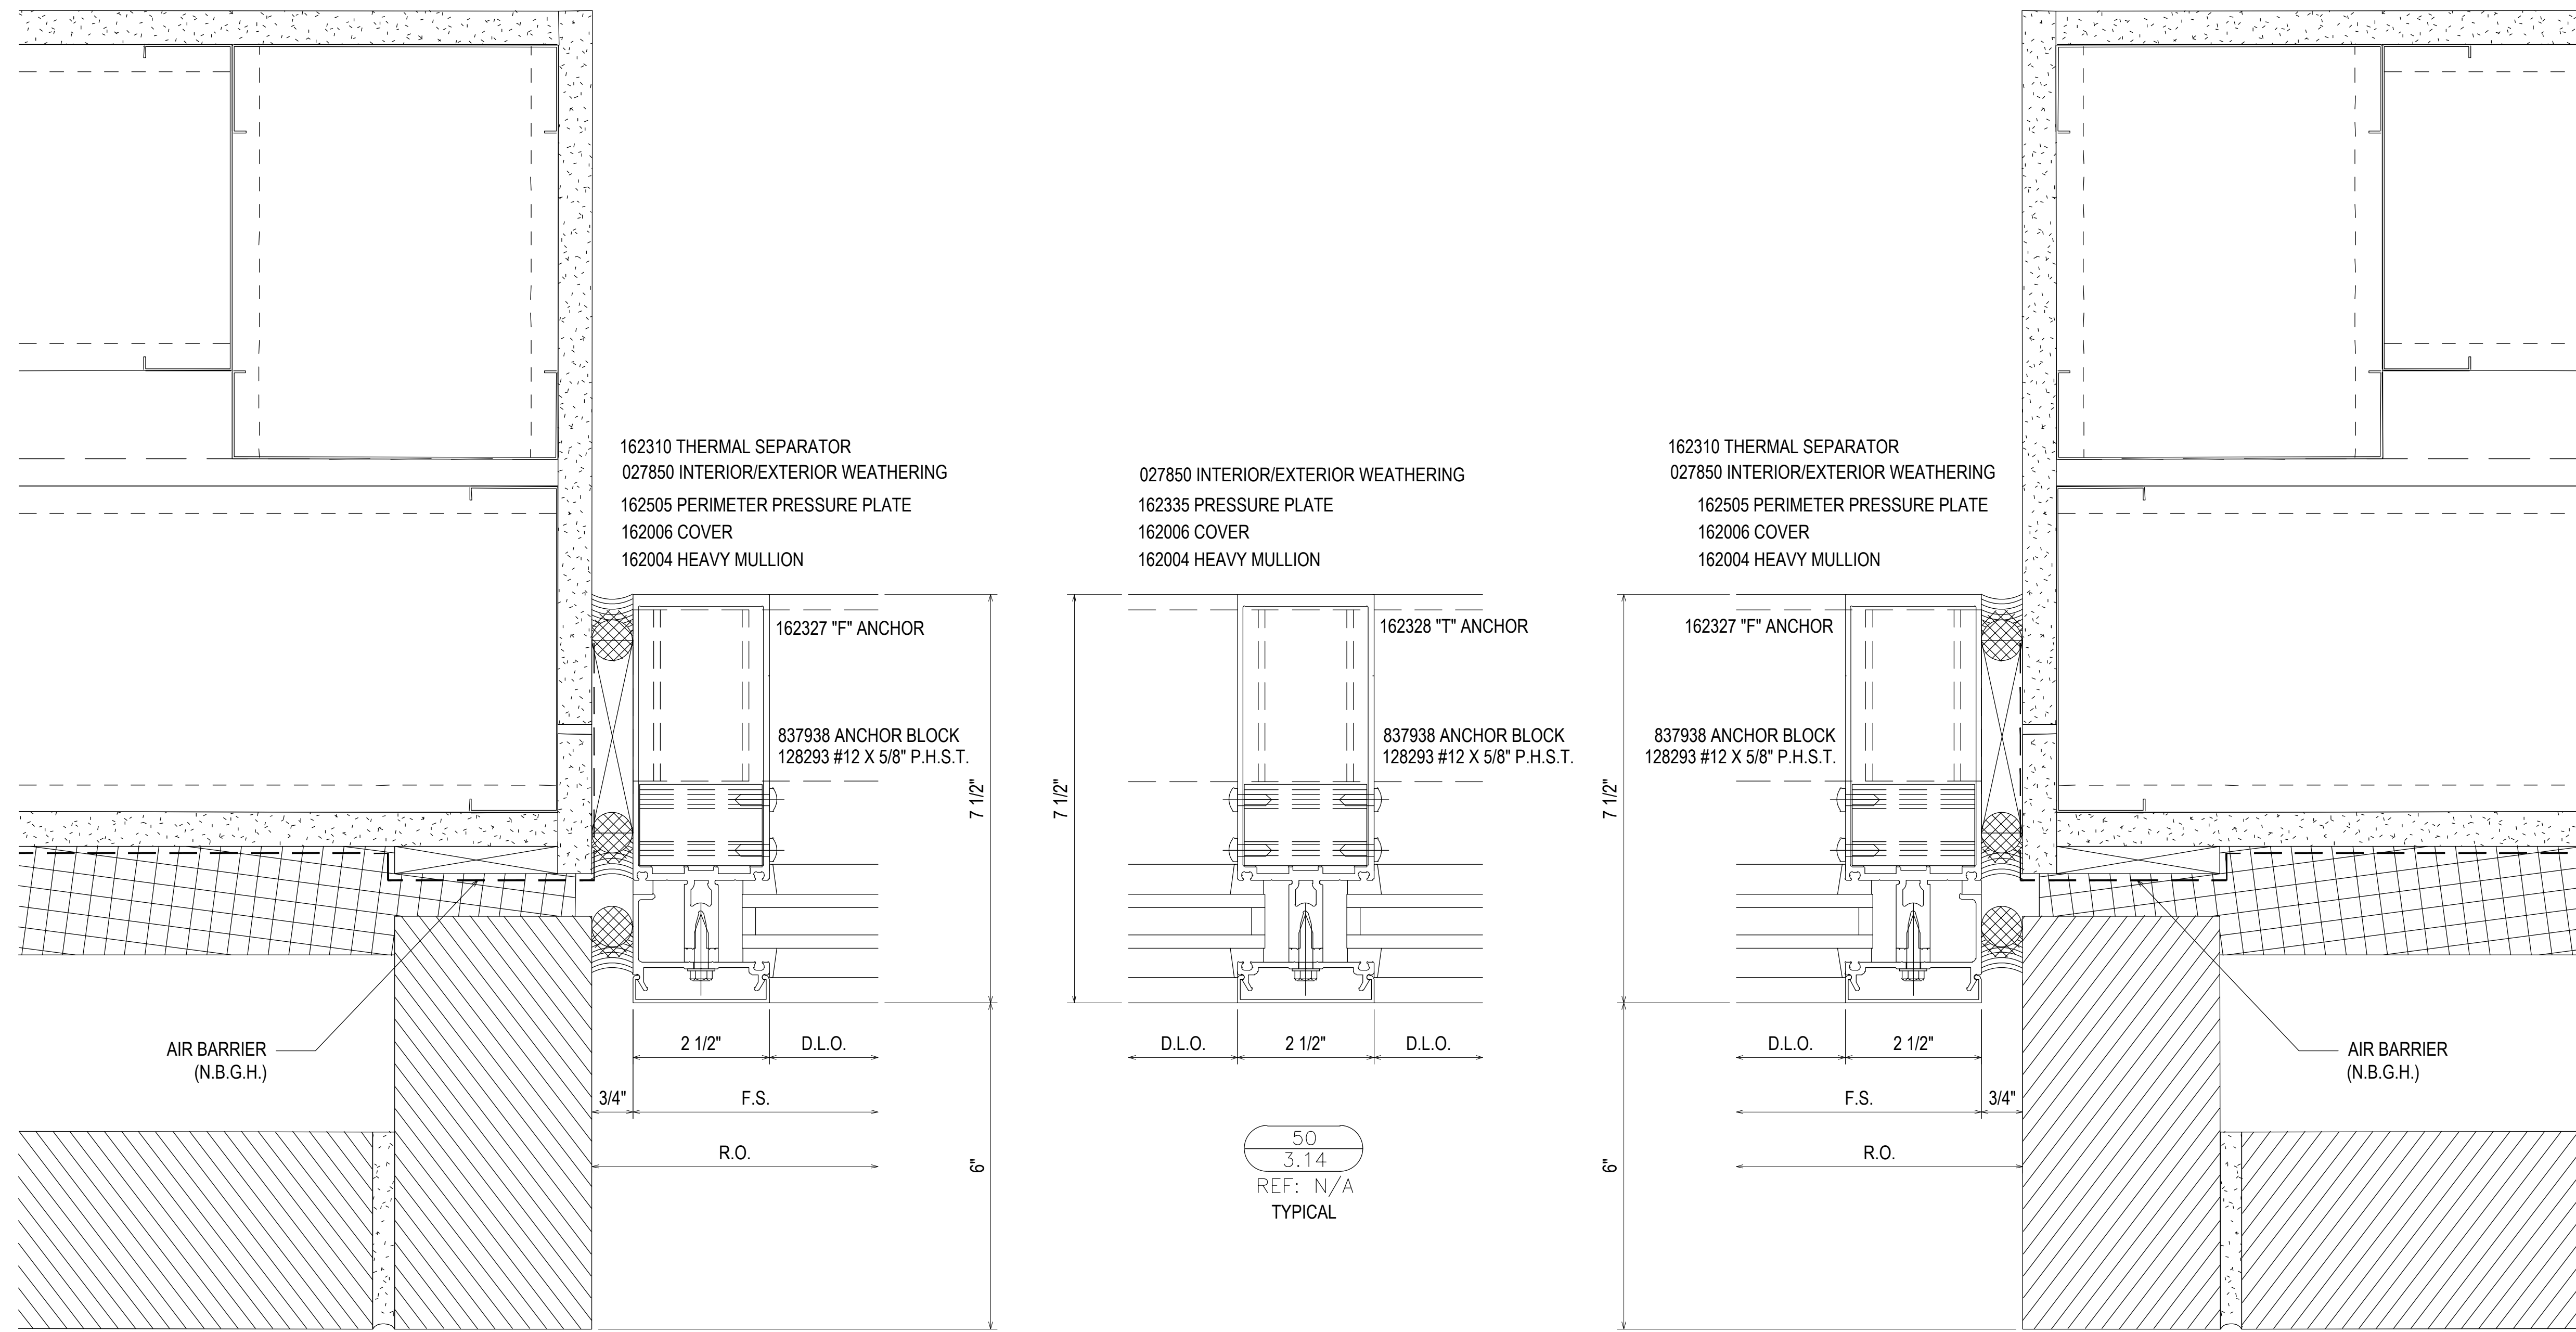 162310 THERMAL SEPARATOR
027850 INTERIOR/EXTERIOR WEATHERING
162505 PERIMETER PRESSURE PLATE
162006 COVER
162004 HEAVY MULLION
162327 "F" ANCHOR
837938 ANCHOR BLOCK
128293 #12 X 5/8" P.H.S.T.
7 1/2"
2 1/2"
D.L.O.
3/4"
F.S.
R.O.
6"
AIR BARRIER
(N.B.G.H.)
027850 INTERIOR/EXTERIOR WEATHERING
162335 PRESSURE PLATE
162006 COVER
162004 HEAVY MULLION
162328 "T" ANCHOR
837938 ANCHOR BLOCK
128293 #12 X 5/8" P.H.S.T.
7 1/2"
D.L.O.
2 1/2"
D.L.O.
50
3.14
REF: N/A
TYPICAL
162310 THERMAL SEPARATOR
027850 INTERIOR/EXTERIOR WEATHERING
162505 PERIMETER PRESSURE PLATE
162006 COVER
162004 HEAVY MULLION
162327 "F" ANCHOR
837938 ANCHOR BLOCK
128293 #12 X 5/8" P.H.S.T.
7 1/2"
D.L.O.
2 1/2"
F.S.
3/4"
R.O.
6"
AIR BARRIER
(N.B.G.H.)